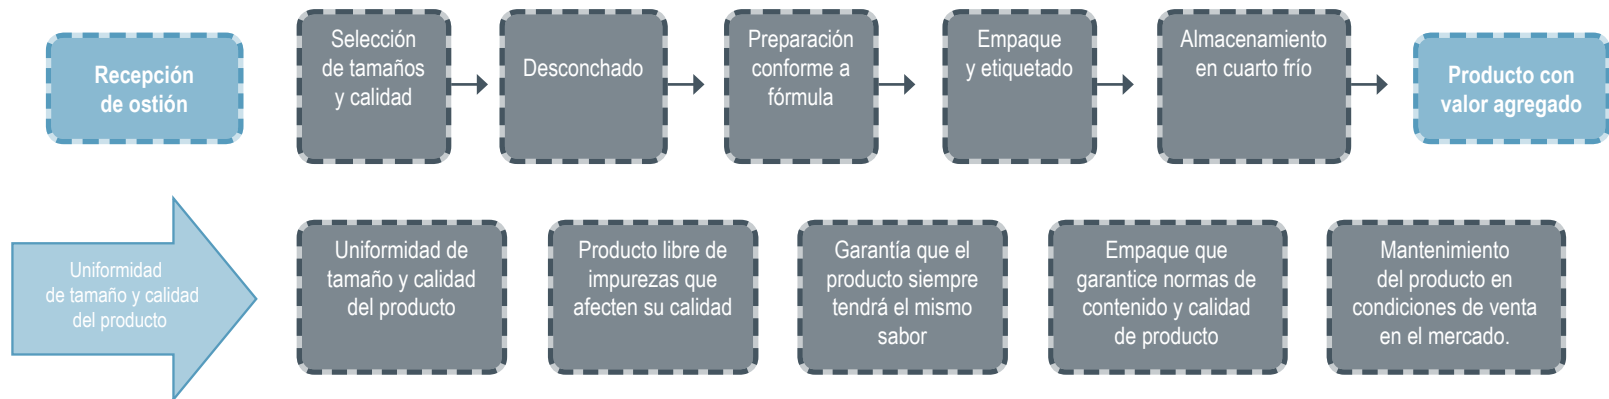 Recepción
de ostión
Selección
de tamaños
y calidad
Desconchado
Preparación
conforme a
fórmula
Empaque
y etiquetado
Almacenamiento
en cuarto frío
Producto con
valor agregado
Uniformidad
de tamaño y calidad
del producto
Uniformidad de
tamaño y calidad
del producto
Producto libre de
impurezas que
afecten su calidad
Garantía que el
producto siempre
tendrá el mismo
sabor
Empaque que
garantice normas de
contenido y calidad
de producto
Mantenimiento
del producto en
condiciones de venta
en el mercado.